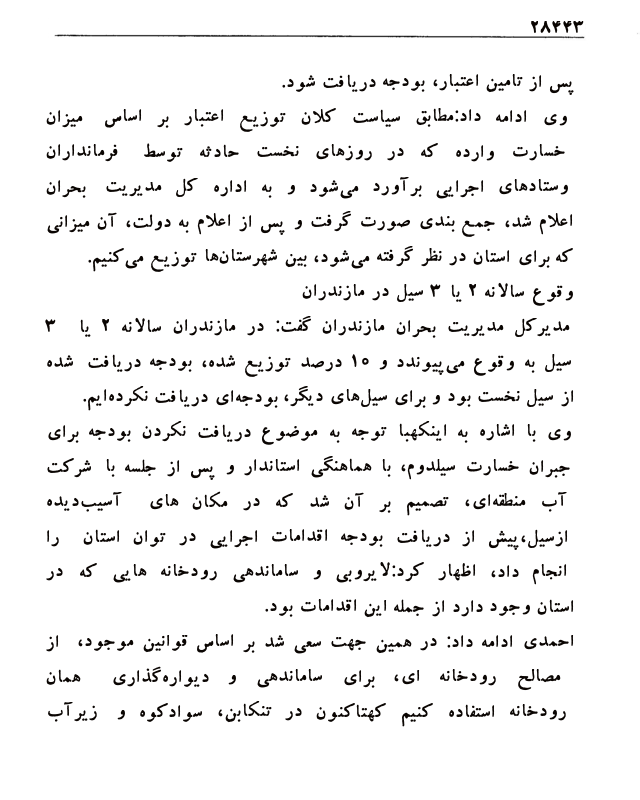 ۲۸۴۴۳
پس از تامین اعتبار، بودجه دریافت شود.
وی ادامه داد:مطابق سیاست کلان توزیع اعتبار بر اساس میزان
خسارت وارده که در روزهای نخست حادثه توسط فرمانداران
وستادهای اجرایی برآورد می‌شود و به اداره کل مدیریت بحران
اعلام شد، جمع بندی صورت گرفت و پس از اعلام به دولت، آن میزانی
که برای استان در نظر گرفته می‌شود، بین شهرستان‌ها توزیع می‌کنیم.
وقوع سالانه ۲ یا ۳ سیل در مازندران
مدیرکل مدیریت بحران مازندران گفت: در مازندران سالانه ۲ یا ۳
سیل به وقوع می‌پیوندد و ۱۰ درصد توزیع شده، بودجه دریافت شده
از سیل نخست بود و برای سیل‌های دیگر، بودجه‌ای دریافت نکرده‌ایم.
وی با اشاره به اینکهبا توجه به موضوع دریافت نکردن بودجه برای
جبران خسارت سیلدوم، با هماهنگی استاندار و پس از جلسه با شرکت
آب منطقه‌ای، تصمیم بر آن شد که در مکان های آسیب‌دیده
ازسیل،پیش از دریافت بودجه اقدامات اجرایی در توان استان را
انجام داد، اظهار کرد:لایروبی و ساماندهی رودخانه هایی که در
استان وجود دارد از جمله این اقدامات بود.
احمدی ادامه داد: در همین جهت سعی شد بر اساس قوانین موجود، از
مصالح رودخانه ای، برای ساماندهی و دیواره‌گذاری همان
رودخانه استفاده کنیم کهتاکنون در تنکابن، سوادکوه و زیرآب